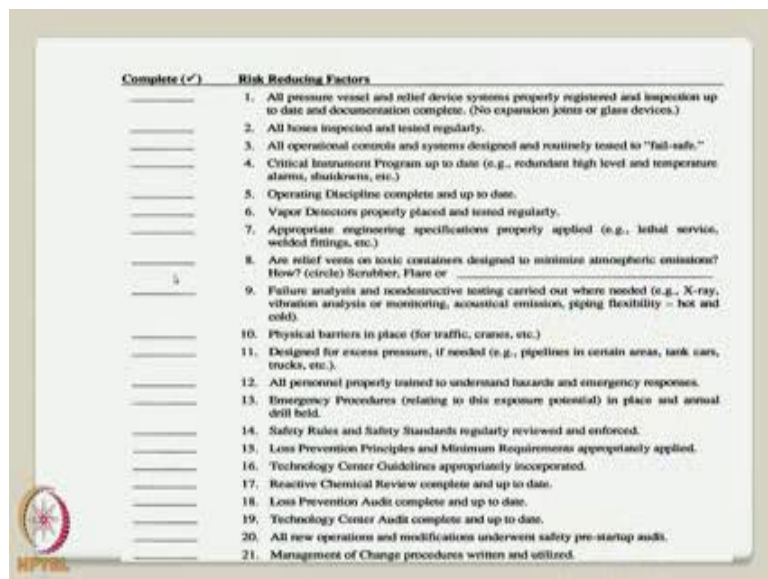 Complete (✓) Risk Reducing Factors
1. All pressure vessel and relief device systems properly registered and inspection up
to date and documentation complete. (No expansion joints or glass devices.)
2. All hoses inspected and tested regularly.
3. All operational controls and systems designed and routinely tested to "fail-safe."
4. Critical Instrument Program up to date (e.g., redundant high level and temperature
alarms, shutdowns, etc.)
5. Operating Discipline complete and up to date.
6. Vapor Detectors properly placed and tested regularly.
7. Appropriate engineering specifications properly applied (e.g., lethal service,
welded fittings, etc.)
8. Are relief vents on toxic containers designed to minimize atmospheric emissions?
How? (circle) Scrubber, Flare or
9. Failure analysis and nondestructive testing carried out where needed (e.g., X-ray,
vibration analysis or monitoring, acoustical emission, piping flexibility – hot and
cold).
10. Physical barriers in place (for traffic, cranes, etc.)
11. Designed for excess pressure, if needed (e.g., pipelines in certain areas, tank cars,
trucks, etc.).
12. All personnel properly trained to understand hazards and emergency responses.
13. Emergency Procedures (relating to this exposure potential) in place and annual
drill held.
14. Safety Rules and Safety Standards regularly reviewed and enforced.
15. Loss Prevention Principles and Minimum Requirements appropriately applied.
16. Technology Center Guidelines appropriately incorporated.
17. Reactive Chemical Review complete and up to date.
18. Loss Prevention Audit complete and up to date.
19. Technology Center Audit complete and up to date.
20. All new operations and modifications underwent safety pre-startup audit.
21. Management of Change procedures written and utilized.
NPTEL